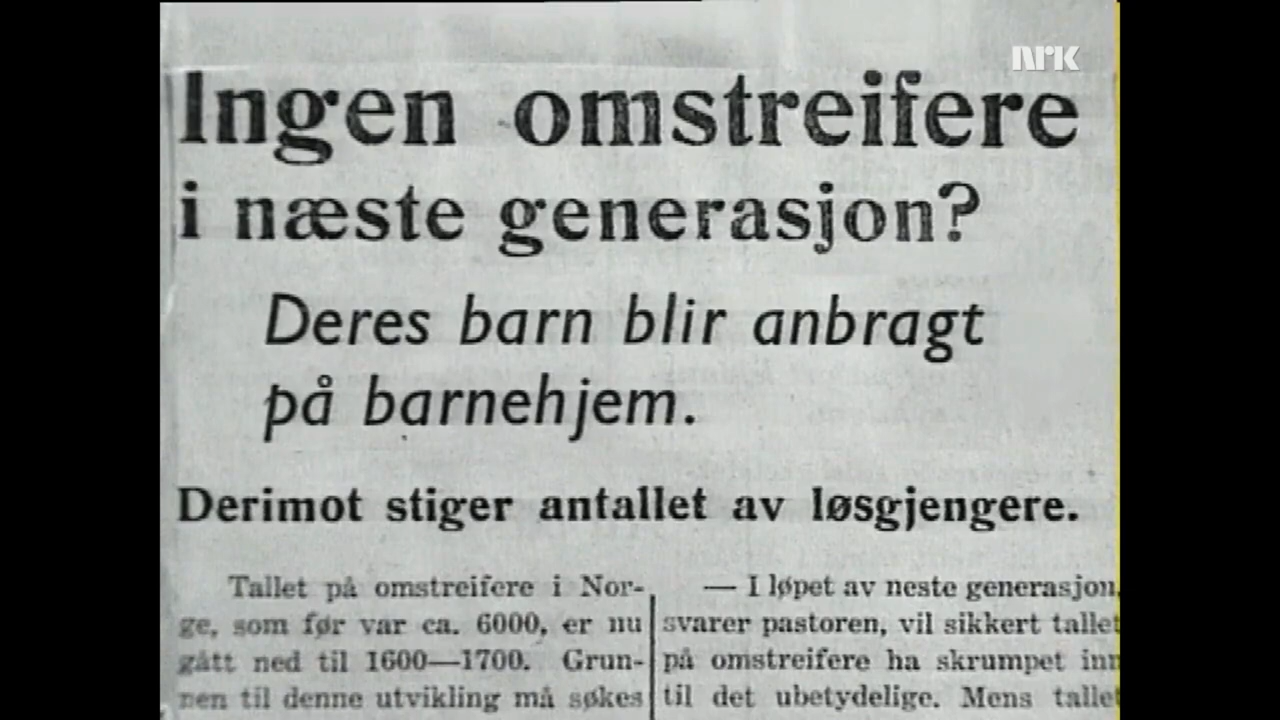 nrk
Ingen omstreifere
i næste generasjon?
Deres barn blir anbragt
på barnehjem.
Derimot stiger antallet av løsgjengere.
Tallet på omstreifere i Nor-
ge, som før var ca. 6000, er nu
gått ned til 1600—1700. Grun-
nen til denne utvikling må søkes
— I løpet av neste generasjon,
svarer pastoren, vil sikkert tallet
på omstreifere ha skrumpet inn
til det ubetydelige. Mens tallet